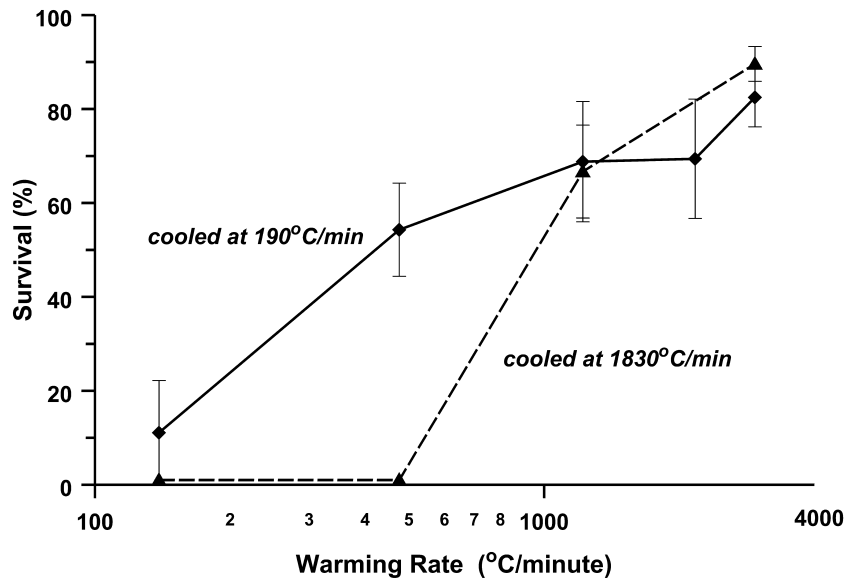 100
80
60
40
20
0
Survival (%)
cooled at 190°C/min
cooled at 1830°C/min
100 2 3 4 5 6 7 8 1000 4000
Warming Rate (°C/minute)